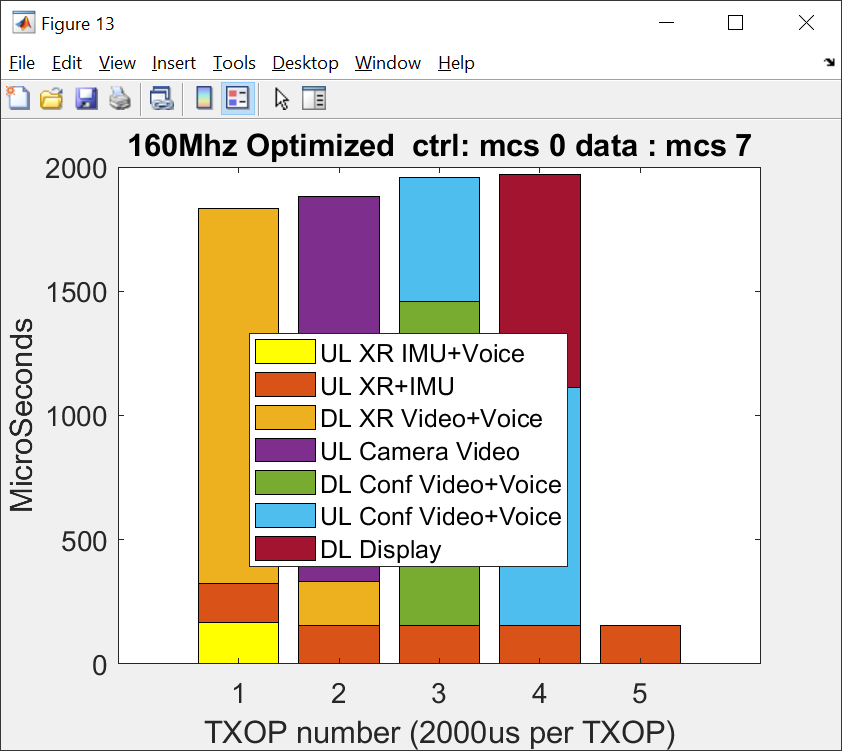 Figure 13
File Edit View Insert Tools Desktop Window Help
160Mhz Optimized  ctrl: mcs 0 data : mcs 7
2000
1500
1000
500
0
MicroSeconds
UL XR IMU+Voice
UL XR+IMU
DL XR Video+Voice
UL Camera Video
DL Conf Video+Voice
UL Conf Video+Voice
DL Display
1 2 3 4 5
TXOP number (2000us per TXOP)